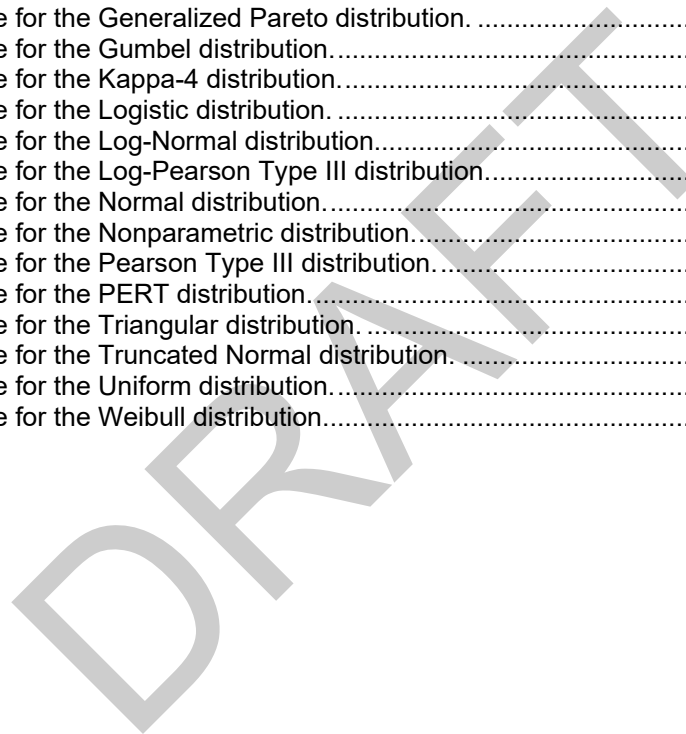 e for the Generalized Pareto distribution. ..............................
e for the Gumbel distribution. ..................................................
e for the Kappa-4 distribution. .................................................
e for the Logistic distribution. ..................................................
e for the Log-Normal distribution.............................................
e for the Log-Pearson Type III distribution.............................
e for the Normal distribution. ...................................................
e for the Nonparametric distribution.......................................
e for the Pearson Type III distribution. ...................................
e for the PERT distribution......................................................
e for the Triangular distribution. ..............................................
e for the Truncated Normal distribution. ................................
e for the Uniform distribution. ..................................................
e for the Weibull distribution....................................................
DRAFT